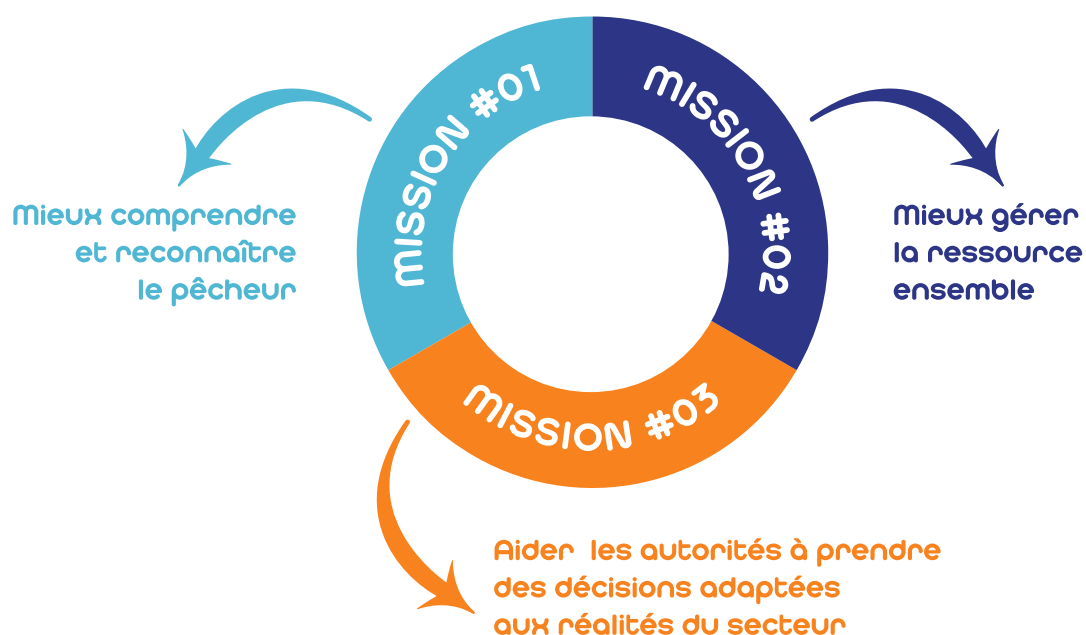 MISSION #01
Mieux comprendre
et reconnaître
le pêcheur
MISSION #02
Mieux gérer
la ressource
ensemble
MISSION #03
Aider les autorités à prendre
des décisions adaptées
aux réalités du secteur